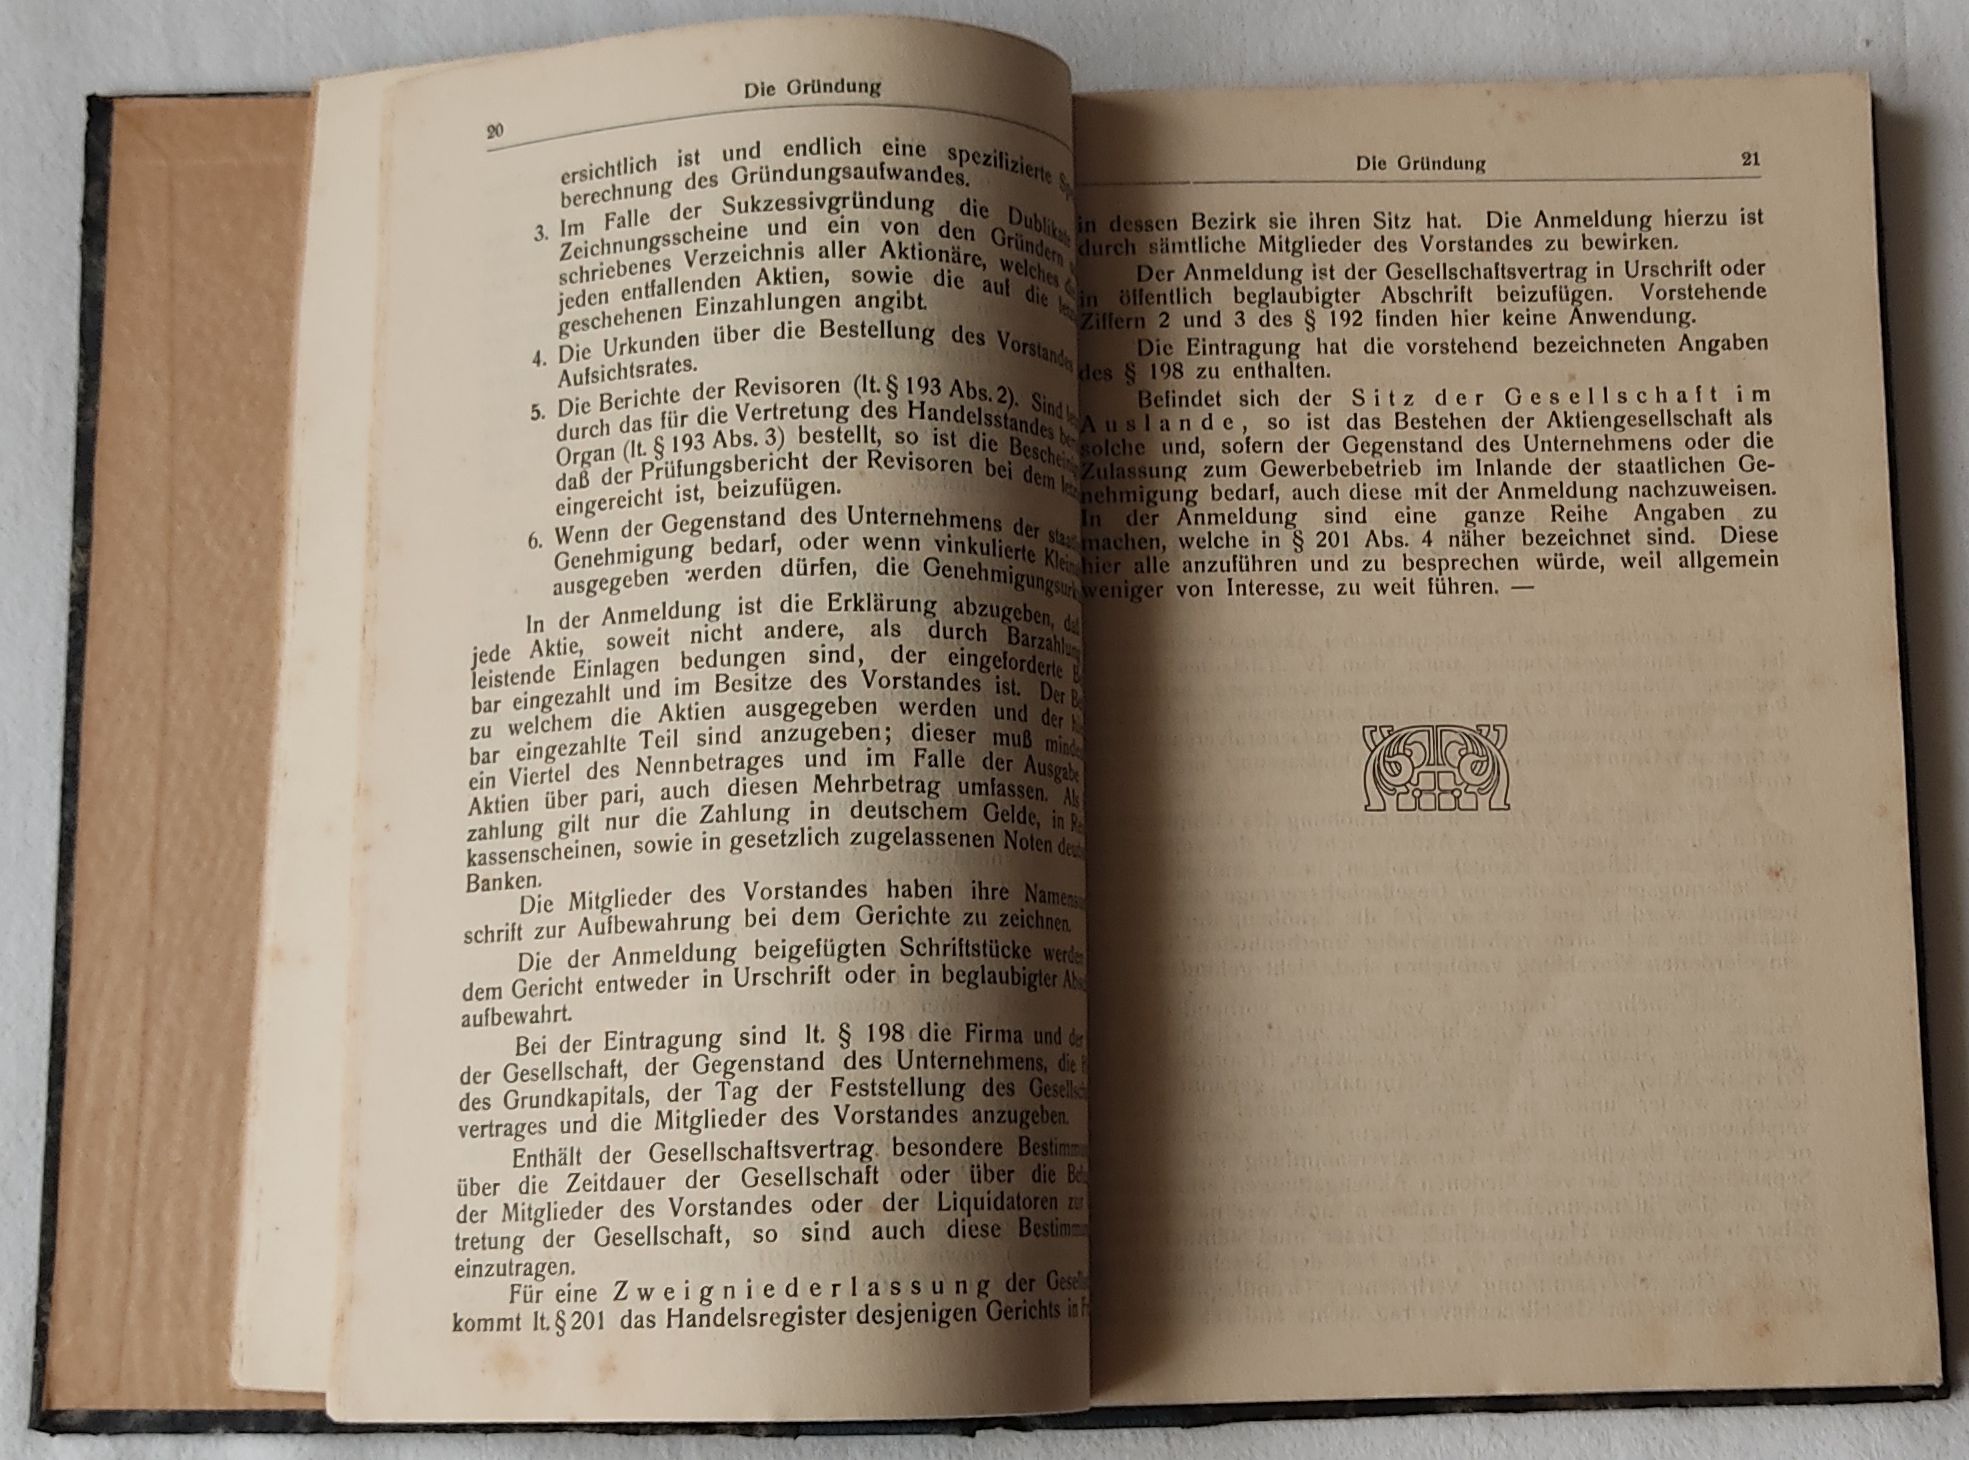 20
Die Gründung
ersichtlich ist und endlich eine spezifizierte
berechnung des Gründungsaufwandes.
3. Im Falle der Sukzessivgründung die Dublikate
Zeichnungsscheine und ein von den Gründern
schriebenes Verzeichnis aller Aktionäre, welches
jeden entfallenden Aktien, sowie die auf die
geschehenen Einzahlungen angibt.
4. Die Urkunden über die Bestellung des Vorstandes
Aufsichtsrates.
5. Die Berichte der Revisoren (lt. § 193 Abs. 2). Sind
durch das für die Vertretung des Handelsstandes
Organ (lt. § 193 Abs. 3) bestellt, so ist die
daß der Prüfungsbericht der Revisoren bei dem
eingereicht ist, beizufügen.
6. Wenn der Gegenstand des Unternehmens der
Genehmigung bedarf, oder wenn vinkulierte
ausgegeben werden dürfen, die
In der Anmeldung ist die Erklärung abzugeben,
jede Aktie, soweit nicht andere, als durch Barzahlung
leistende Einlagen bedungen sind, der eingeforderte
bar eingezahlt und im Besitze des Vorstandes ist. Der
zu welchem die Aktien ausgegeben werden und der
bar eingezahlte Teil sind anzugeben; dieser muß
ein Viertel des Nennbetrages und im Falle der Ausgabe
Aktien über pari, auch diesen Mehrbetrag umfassen. Als
zahlung gilt nur die Zahlung in deutschem Gelde, in
kassenscheinen, sowie in gesetzlich zugelassenen Noten
Banken.
Die Mitglieder des Vorstandes haben ihre
schrift zur Aufbewahrung bei dem Gerichte zu zeichnen.
Die der Anmeldung beigefügten Schriftstücke
dem Gericht entweder in Urschrift oder in beglaubigter
aufbewahrt.
Bei der Eintragung sind lt. § 198 die Firma und der
der Gesellschaft, der Gegenstand des Unternehmens, die
des Grundkapitals, der Tag der Feststellung des
vertrages und die Mitglieder des Vorstandes anzugeben.
Enthält der Gesellschaftsvertrag besondere
über die Zeitdauer der Gesellschaft oder über die
der Mitglieder des Vorstandes oder der Liquidatoren zur
tretung der Gesellschaft, so sind auch diese
einzutragen.
Für eine Zweigniederlassung der
kommt lt. § 201 das Handelsregister desjenigen Gerichts in
Die Gründung
21
in dessen Bezirk sie ihren Sitz hat. Die Anmeldung hierzu ist
durch sämtliche Mitglieder des Vorstandes zu bewirken.
Der Anmeldung ist der Gesellschaftsvertrag in Urschrift oder
in öffentlich beglaubigter Abschrift beizufügen. Vorstehende
Ziffern 2 und 3 des § 192 finden hier keine Anwendung.
Die Eintragung hat die vorstehend bezeichneten Angaben
des § 198 zu enthalten.
Befindet sich der Sitz der Gesellschaft im
Auslande, so ist das Bestehen der Aktiengesellschaft als
solche und, sofern der Gegenstand des Unternehmens oder die
Zulassung zum Gewerbebetrieb im Inlande der staatlichen Ge-
nehmigung bedarf, auch diese mit der Anmeldung nachzuweisen.
In der Anmeldung sind eine ganze Reihe Angaben zu
machen, welche in § 201 Abs. 4 näher bezeichnet sind. Diese
hier alle anzuführen und zu besprechen würde, weil allgemein
weniger von Interesse, zu weit führen. —